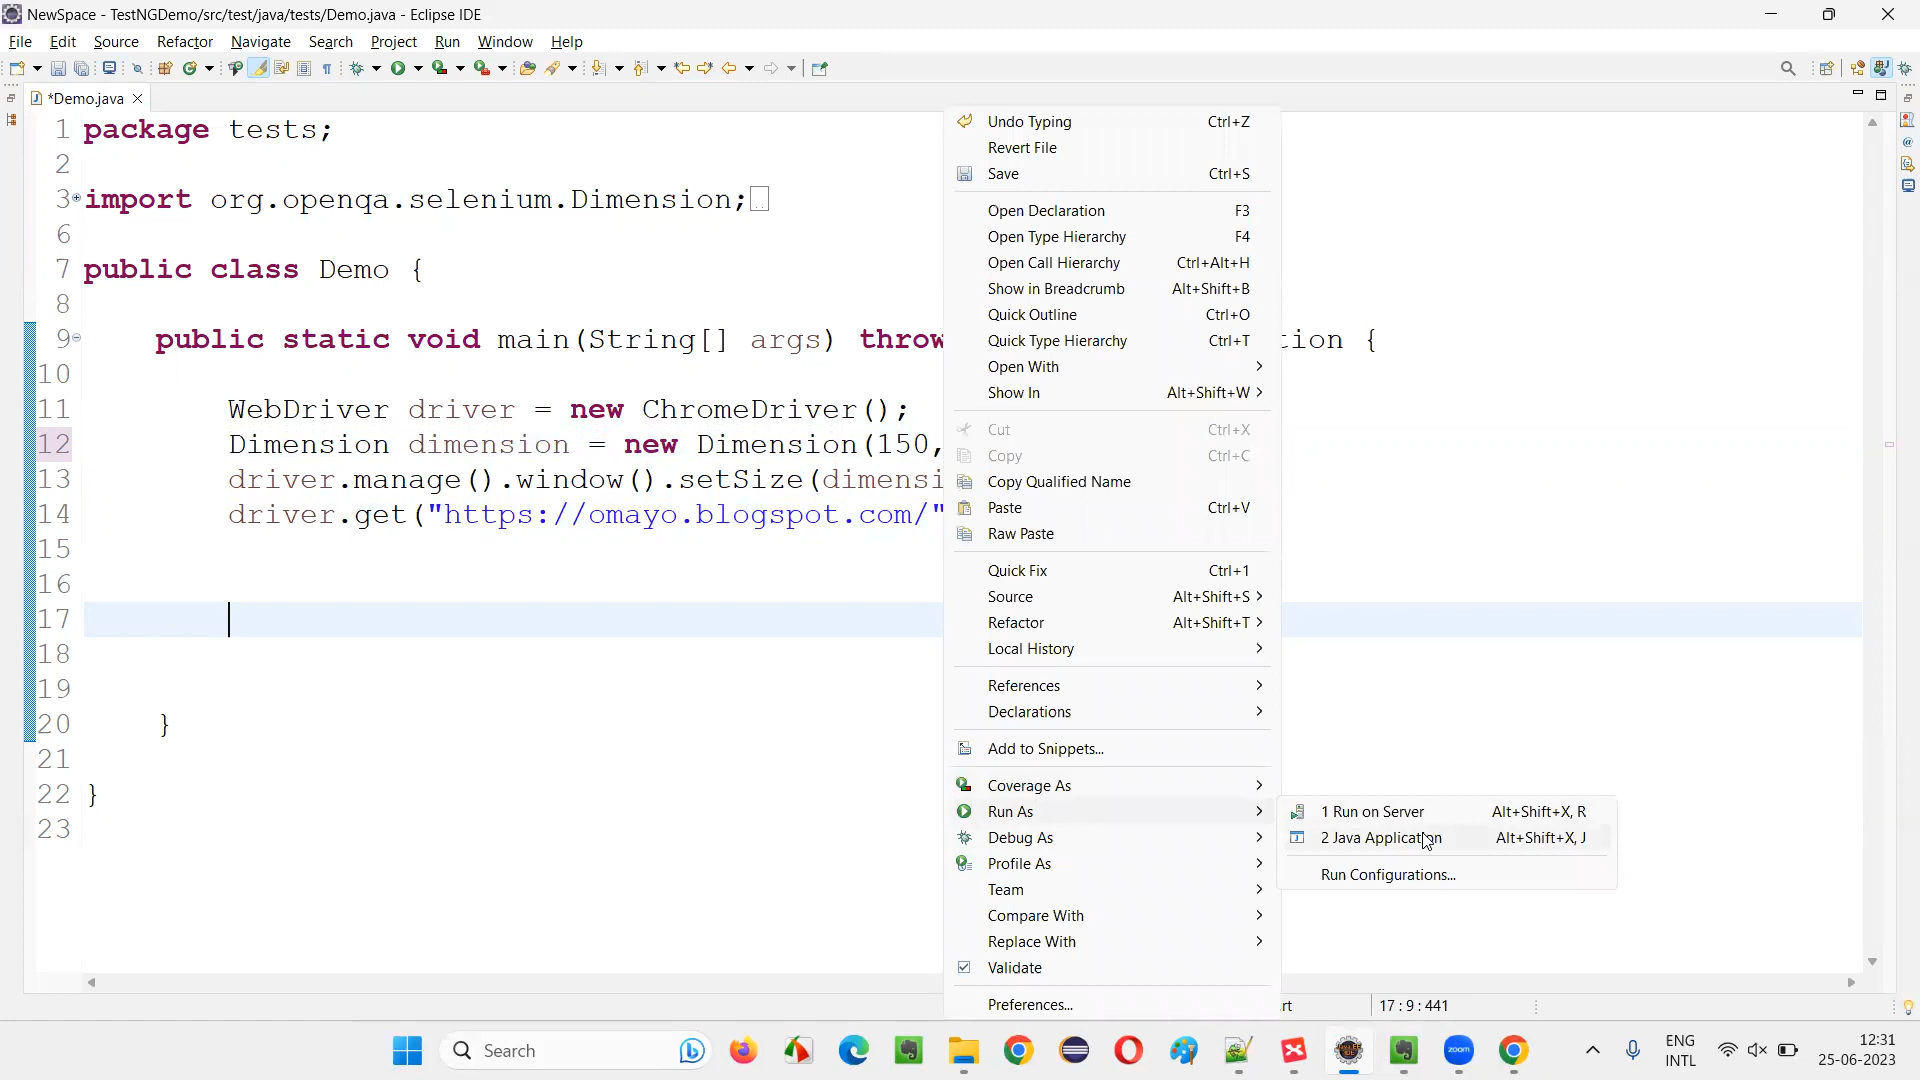 NewSpace - TestNGDemo/src/test/java/tests/Demo.java - Eclipse IDE
File Edit Source Refactor Navigate Search Project Run Window Help
*Demo.java
1 package tests;
2
3 import org.openqa.selenium.Dimension;
6
7 public class Demo {
8
9 public static void main(String[] args) throw tion {
10
11 WebDriver driver = new ChromeDriver();
12 Dimension dimension = new Dimension(150,
13 driver.manage().window().setSize(dimensi
14 driver.get("https://omayo.blogspot.com/"
15
16
17
18
19
20 }
21
22 }
23
Undo Typing Ctrl+Z
Revert File
Save Ctrl+S
Open Declaration F3
Open Type Hierarchy F4
Open Call Hierarchy Ctrl+Alt+H
Show in Breadcrumb Alt+Shift+B
Quick Outline Ctrl+O
Quick Type Hierarchy Ctrl+T
Open With
Show In Alt+Shift+W
Cut Ctrl+X
Copy Ctrl+C
Copy Qualified Name
Paste Ctrl+V
Raw Paste
Quick Fix Ctrl+1
Source Alt+Shift+S
Refactor Alt+Shift+T
Local History
References
Declarations
Add to Snippets...
Coverage As
Run As
Debug As
Profile As
Team
Compare With
Replace With
Validate
Preferences...
1 Run on Server Alt+Shift+X, R
2 Java Application Alt+Shift+X, J
Run Configurations...
rt 17 : 9 : 441
Search
zoom
ENG
INTL
12:31
25-06-2023